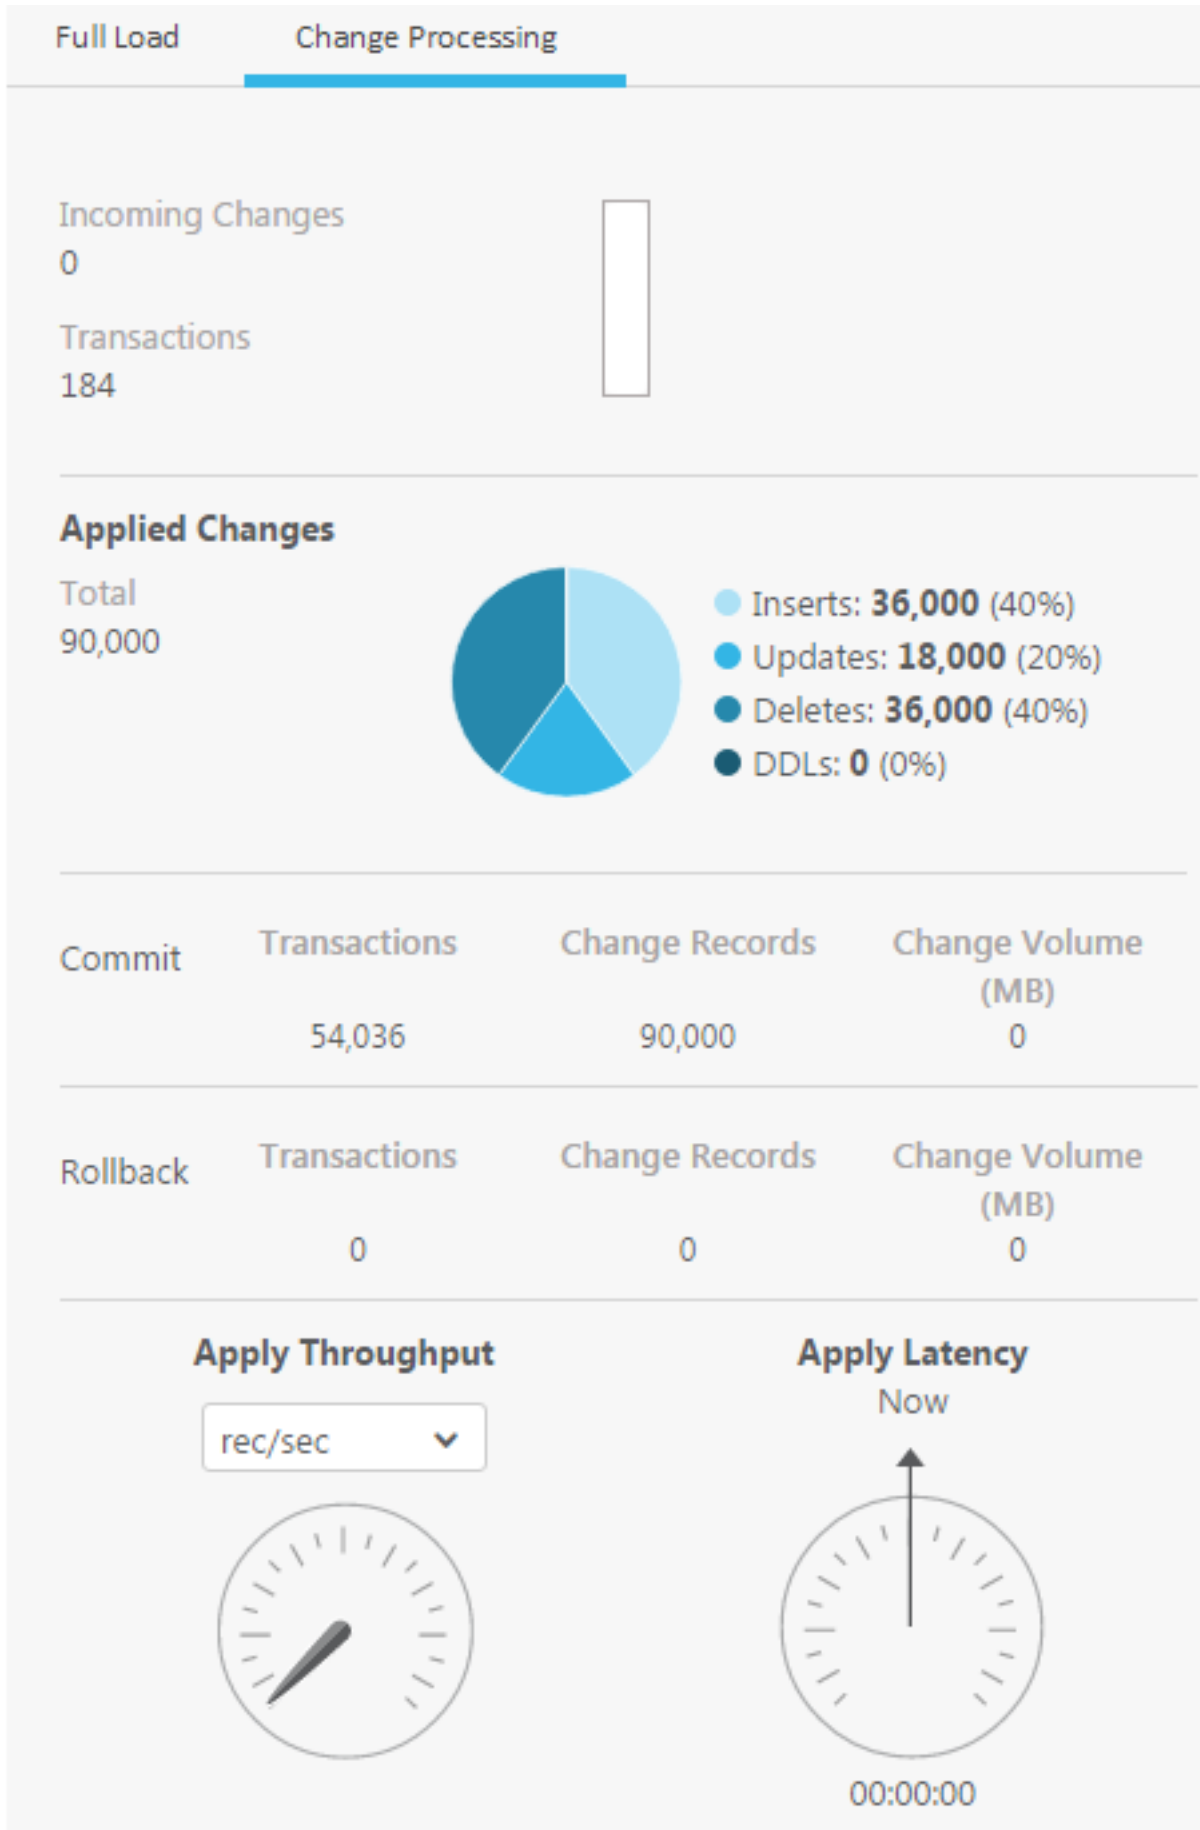 Full Load Change Processing
Incoming Changes
0
Transactions
184
Applied Changes
Total
90,000
Inserts: 36,000 (40%)
Updates: 18,000 (20%)
Deletes: 36,000 (40%)
DDLs: 0 (0%)
Commit Transactions Change Records Change Volume
(MB)
54,036 90,000 0
Rollback Transactions Change Records Change Volume
(MB)
0 0 0
Apply Throughput Apply Latency
Now
rec/sec
00:00:00